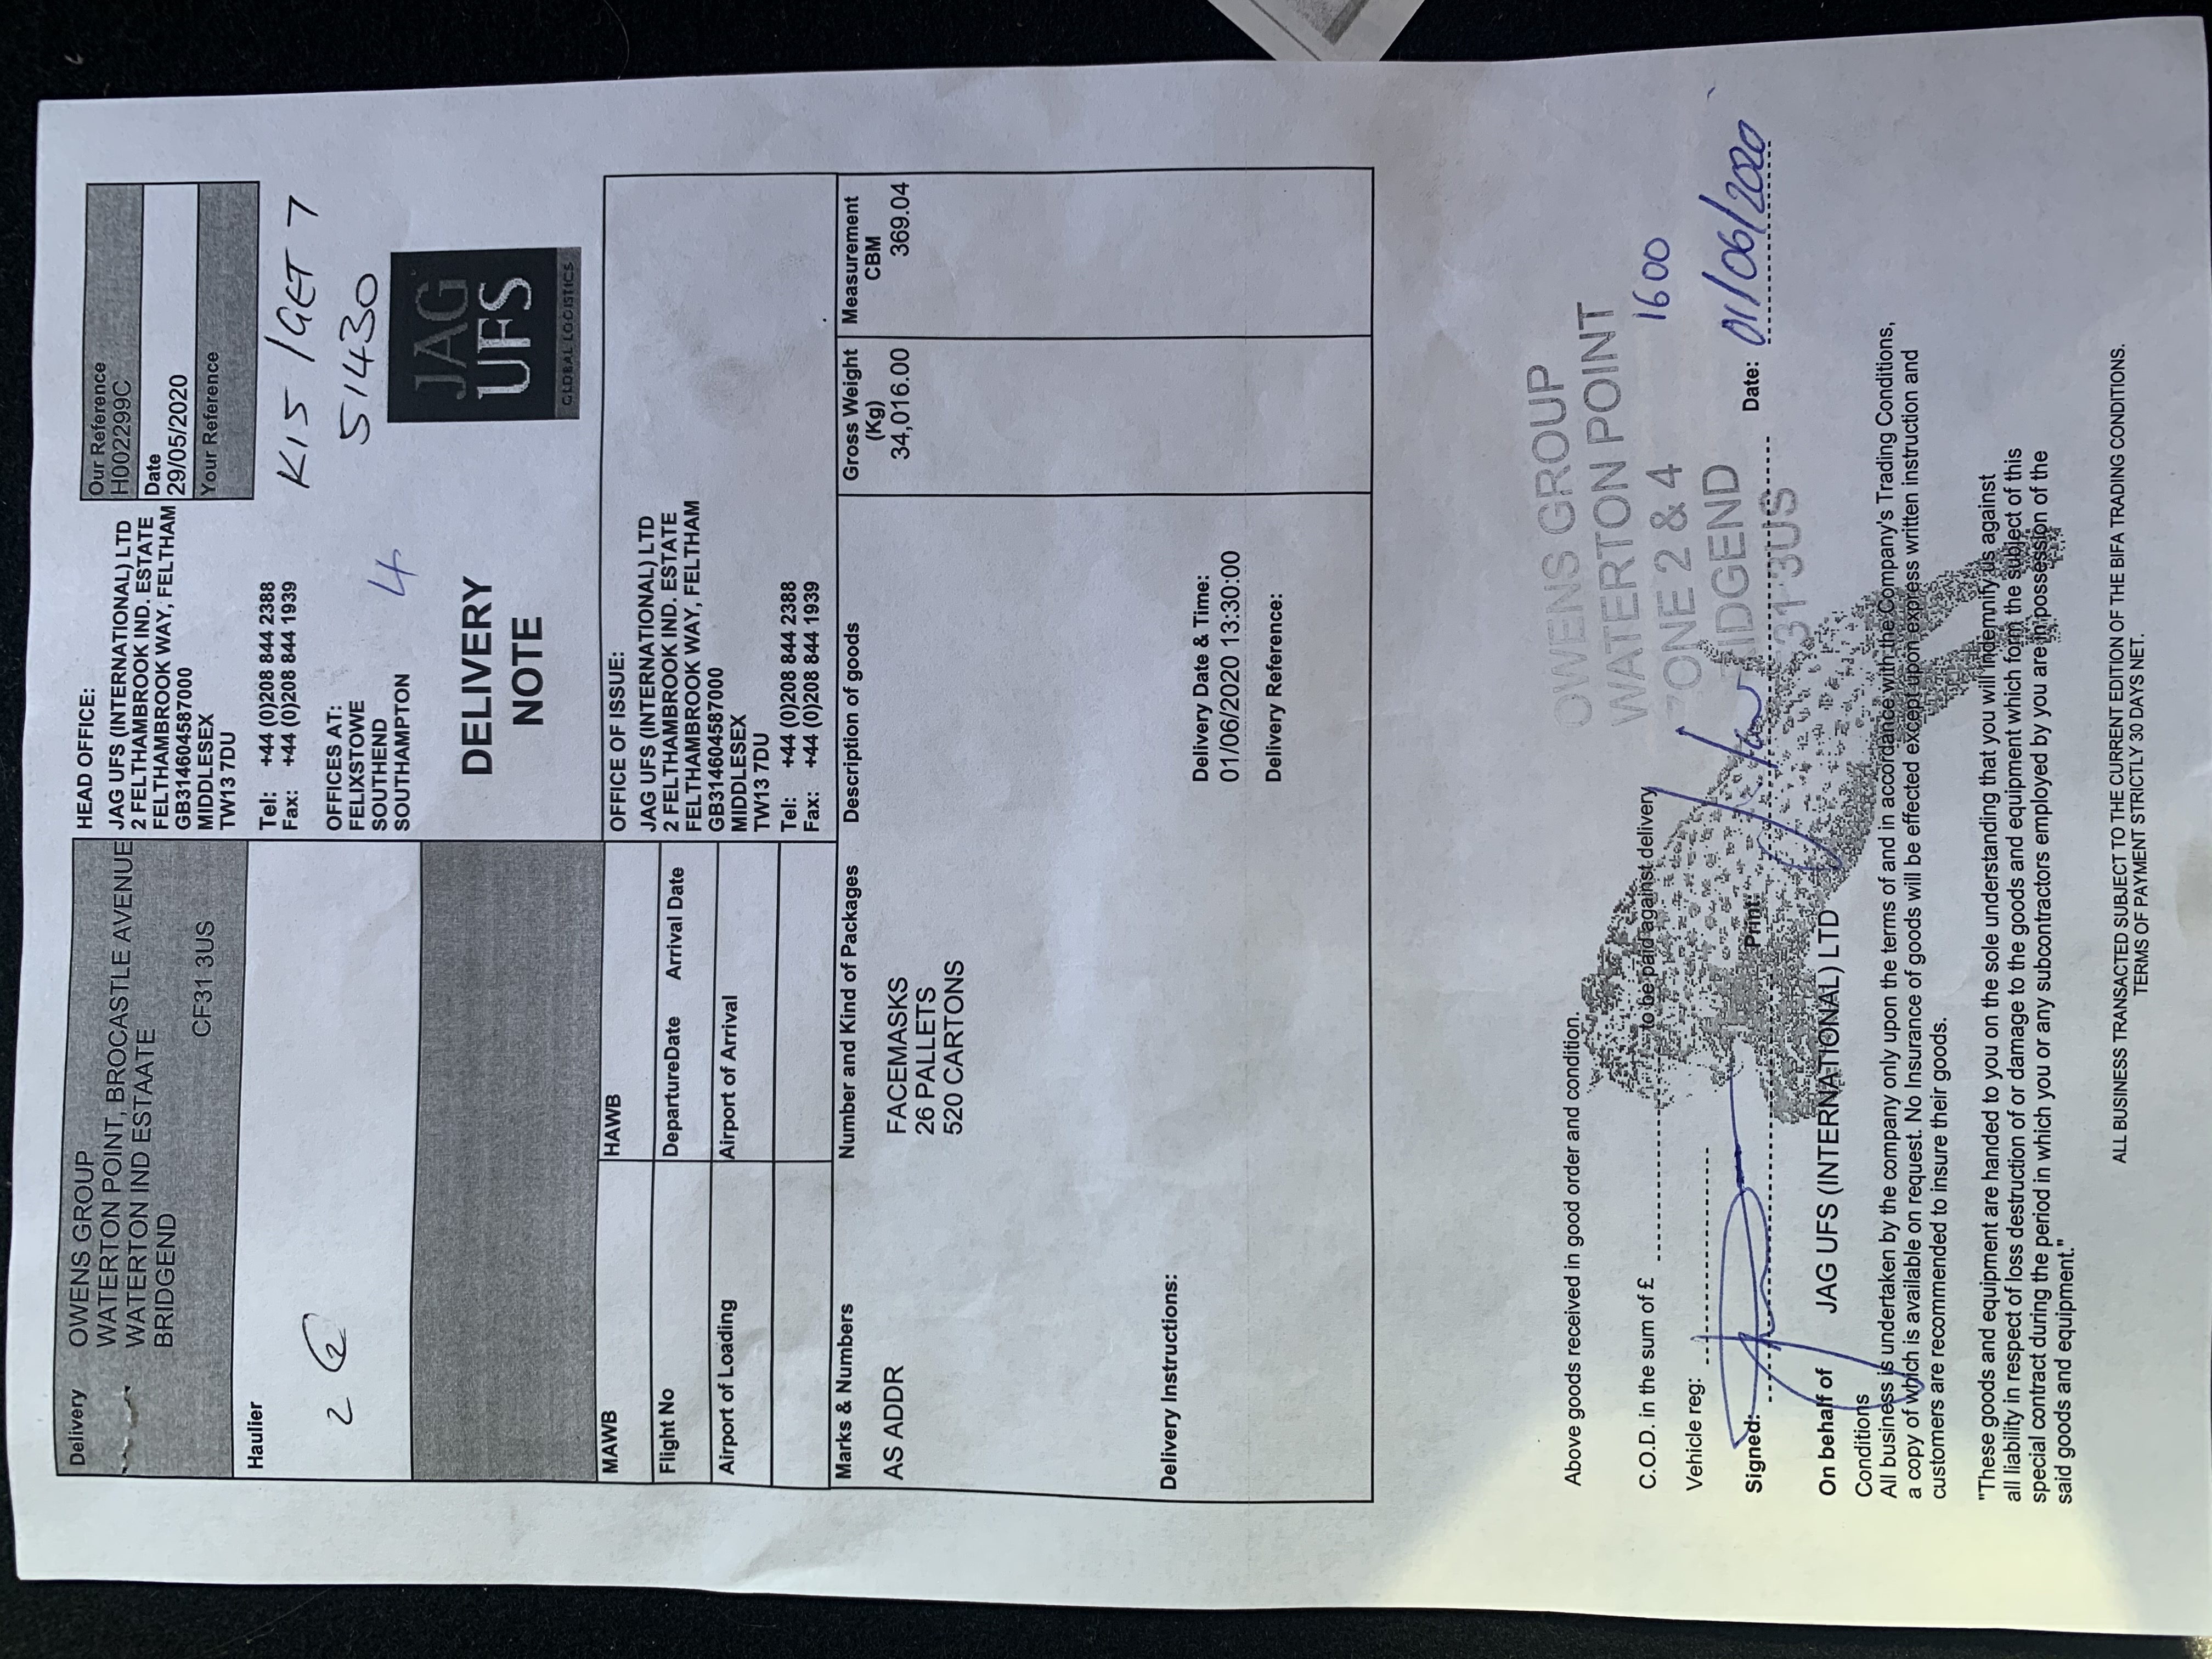 Delivery
OWENS GROUP
WATERTON POINT, BROCASTLE AVENUE
WATERTON IND ESTAATE
BRIDGEND
CF31 3US
HEAD OFFICE:
JAG UFS (INTERNATIONAL) LTD
2 FELTHAMBROOK IND. ESTATE
FELTHAMBROOK WAY, FELTHAM
GB314604587000
MIDDLESEX
TW13 7DU
Tel: +44 (0)208 844 2388
Fax: +44 (0)208 844 1939
OFFICES AT:
FELIXSTOWE
SOUTHEND
SOUTHAMPTON
4
Our Reference
H002299C
Date
29/05/2020
Your Reference
K15 / GET 7
51430
Haulier
2
JAG
UFS
GLOBAL LOGISTICS
DELIVERY
NOTE
MAWB
HAWB
Flight No
DepartureDate Arrival Date
Airport of Loading
Airport of Arrival
OFFICE OF ISSUE:
JAG UFS (INTERNATIONAL) LTD
2 FELTHAMBROOK IND. ESTATE
FELTHAMBROOK WAY, FELTHAM
GB314604587000
MIDDLESEX
TW13 7DU
Tel: +44 (0)208 844 2388
Fax: +44 (0)208 844 1939
Marks & Numbers Number and Kind of Packages Description of goods Gross Weight (Kg) Measurement CBM
AS ADDR FACEMASKS 34,016.00 369.04
26 PALLETS
520 CARTONS
Delivery Instructions:
Delivery Date & Time:
01/06/2020 13:30:00
Delivery Reference:
Above goods received in good order and condition.
OWENS GROUP
WATERTON POINT
ZONE 2 & 4
IDGEND
31 3US
C.O.D. in the sum of £ to be paid against delivery
1600
Vehicle reg:
Signed: Print: Date: 01/06/2020
On behalf of JAG UFS (INTERNATIONAL) LTD
Conditions
All business is undertaken by the company only upon the terms of and in accordance with the Company's Trading Conditions,
a copy of which is available on request. No Insurance of goods will be effected except upon express written instruction and
customers are recommended to insure their goods.
"These goods and equipment are handed to you on the sole understanding that you will indemnify us against
all liability in respect of loss destruction of or damage to the goods and equipment which form the subject of this
special contract during the period in which you or any subcontractors employed by you are in possession of the
said goods and equipment."
ALL BUSINESS TRANSACTED SUBJECT TO THE CURRENT EDITION OF THE BIFA TRADING CONDITIONS.
TERMS OF PAYMENT STRICTLY 30 DAYS NET.